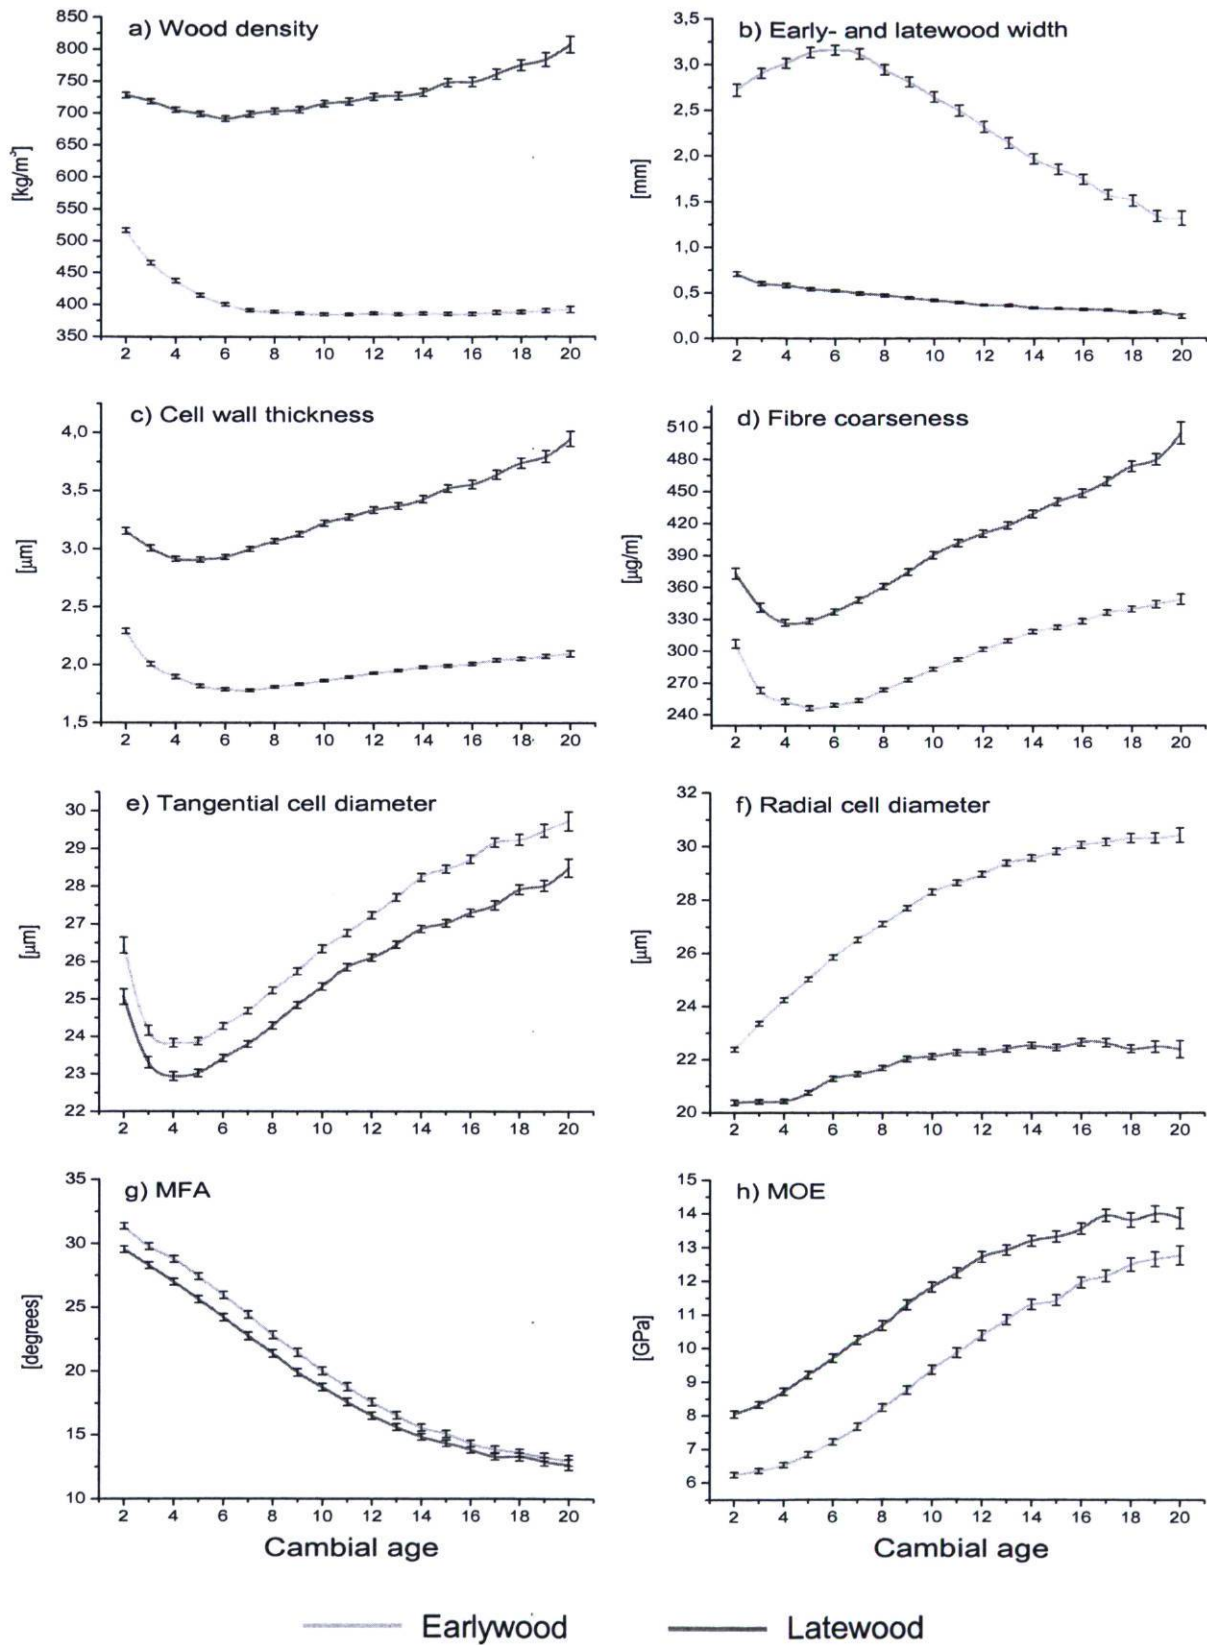 a) Wood density
[kg/m³]
850
800
750
700
650
600
550
500
450
400
350
2 4 6 8 10 12 14 16 18 20
b) Early- and latewood width
[mm]
3,5
3,0
2,5
2,0
1,5
1,0
0,5
0,0
2 4 6 8 10 12 14 16 18 20
c) Cell wall thickness
[µm]
4,0
3,5
3,0
2,5
2,0
1,5
2 4 6 8 10 12 14 16 18 20
d) Fibre coarseness
[µg/m]
510
480
450
420
390
360
330
300
270
240
2 4 6 8 10 12 14 16 18 20
e) Tangential cell diameter
[µm]
30
29
28
27
26
25
24
23
22
2 4 6 8 10 12 14 16 18 20
f) Radial cell diameter
[µm]
32
30
28
26
24
22
20
2 4 6 8 10 12 14 16 18 20
g) MFA
[degrees]
35
30
25
20
15
10
2 4 6 8 10 12 14 16 18 20
Cambial age
h) MOE
[GPa]
15
14
13
12
11
10
9
8
7
6
2 4 6 8 10 12 14 16 18 20
Cambial age
Earlywood Latewood